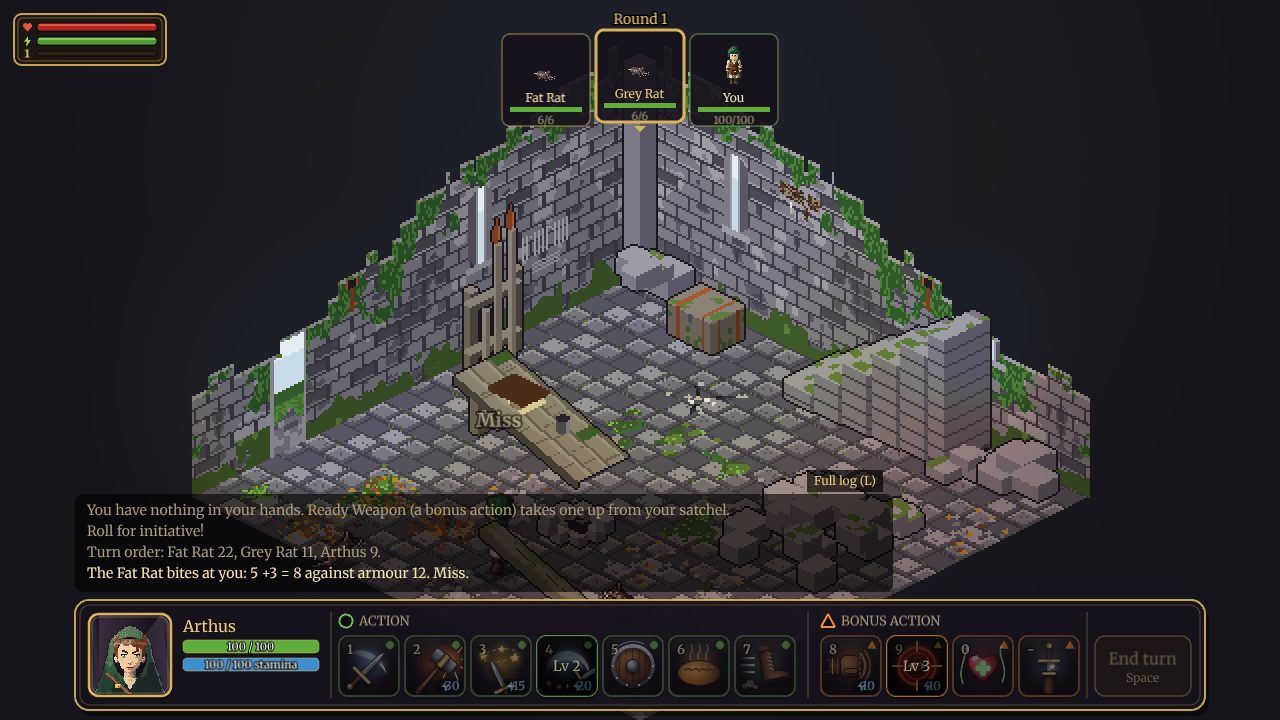 Round 1
1
Fat Rat
6/6
Grey Rat
6/6
You
100/100
Miss
Full log (L)
You have nothing in your hands. Ready Weapon (a bonus action) takes one up from your satchel.
Roll for initiative!
Turn order: Fat Rat 22, Grey Rat 11, Arthus 9.
The Fat Rat bites at you: 5 +3 = 8 against armour 12. Miss.
Arthus
100 / 100
100 / 100 stamina
ACTION
1
2
30
3
15
4
Lv 2
20
5
6
7
BONUS ACTION
8
10
9
Lv 3
10
0
-
End turn
Space